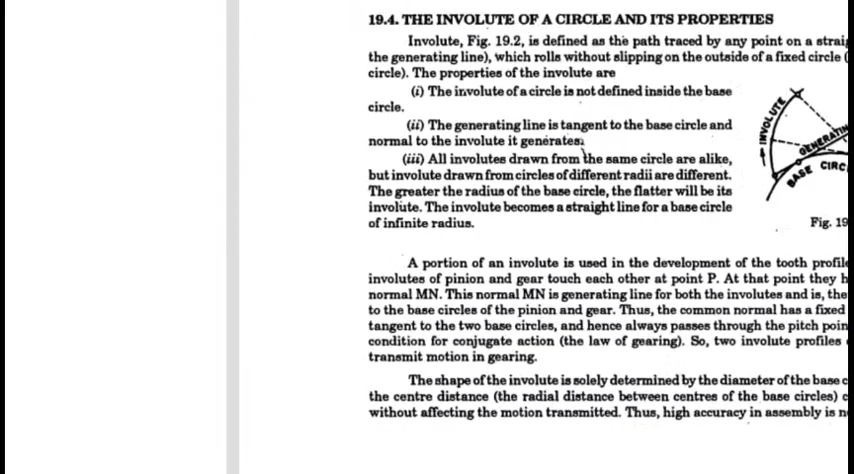 19.4. THE INVOLUTE OF A CIRCLE AND ITS PROPERTIES
Involute, Fig. 19.2, is defined as the path traced by any point on a strai
the generating line), which rolls without slipping on the outside of a fixed circle (
circle). The properties of the involute are
(i) The involute of a circle is not defined inside the base
circle.
(ii) The generating line is tangent to the base circle and
normal to the involute it generates.
(iii) All involutes drawn from the same circle are alike,
but involute drawn from circles of different radii are different.
The greater the radius of the base circle, the flatter will be its
involute. The involute becomes a straight line for a base circle
of infinite radius.
INVOLUTE
GENERATIN
BASE CIRC
Fig. 19
A portion of an involute is used in the development of the tooth profile
involutes of pinion and gear touch each other at point P. At that point they h
normal MN. This normal MN is generating line for both the involutes and is, the
to the base circles of the pinion and gear. Thus, the common normal has a fixed
tangent to the two base circles, and hence always passes through the pitch poin
condition for conjugate action (the law of gearing). So, two involute profiles
transmit motion in gearing.
The shape of the involute is solely determined by the diameter of the base c
the centre distance (the radial distance between centres of the base circles) c
without affecting the motion transmitted. Thus, high accuracy in assembly is n